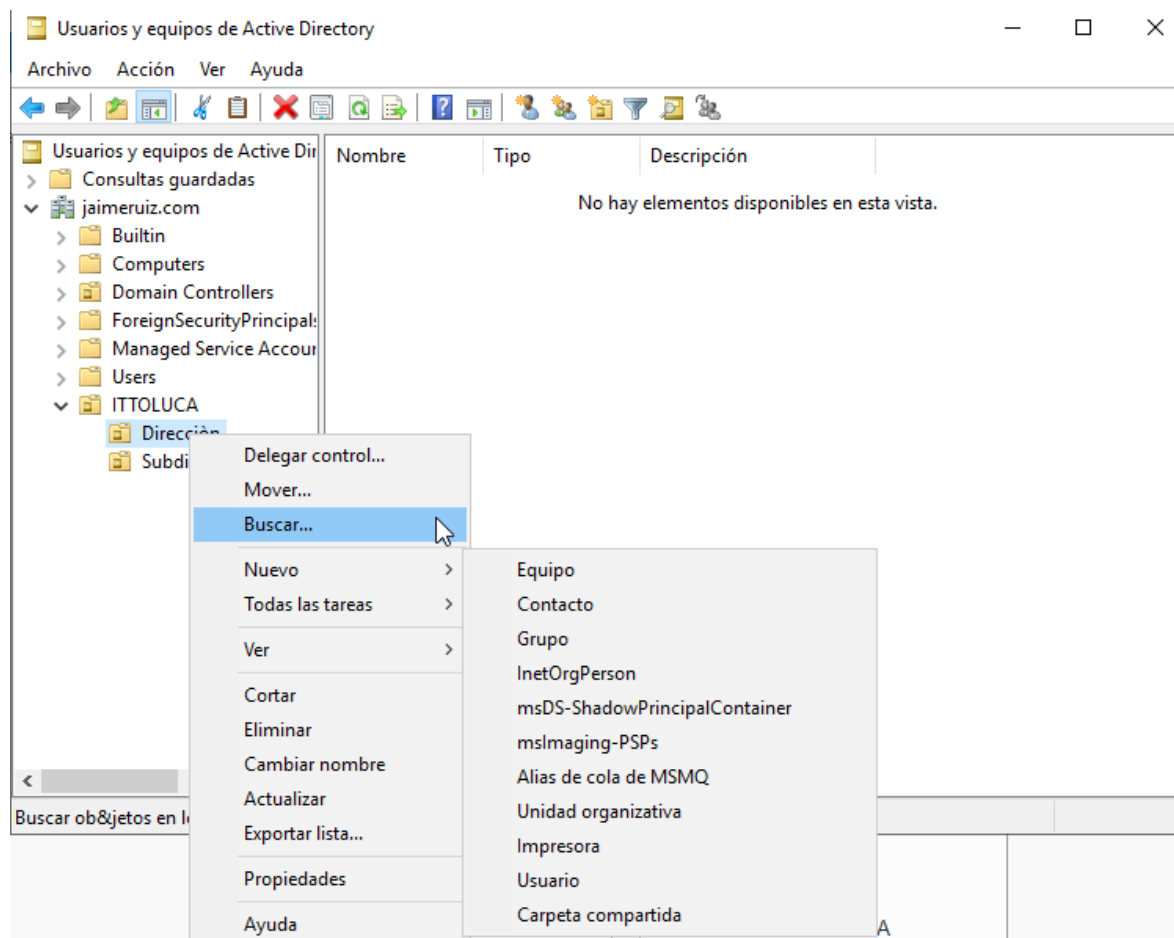 Usuarios y equipos de Active Directory
Archivo Acción Ver Ayuda
Usuarios y equipos de Active Dir
Nombre Tipo Descripción
Consultas guardadas
No hay elementos disponibles en esta vista.
jaimeruiz.com
Builtin
Computers
Domain Controllers
ForeignSecurityPrincipals
Managed Service Accour
Users
ITTOLUCA
Direcciòn
Subdi
Delegar control...
Mover...
Buscar...
Nuevo
Todas las tareas
Ver
Cortar
Eliminar
Cambiar nombre
Actualizar
Exportar lista...
Propiedades
Ayuda
Equipo
Contacto
Grupo
InetOrgPerson
msDS-ShadowPrincipalContainer
msImaging-PSPs
Alias de cola de MSMQ
Unidad organizativa
Impresora
Usuario
Carpeta compartida
Buscar ob&jetos en l
A